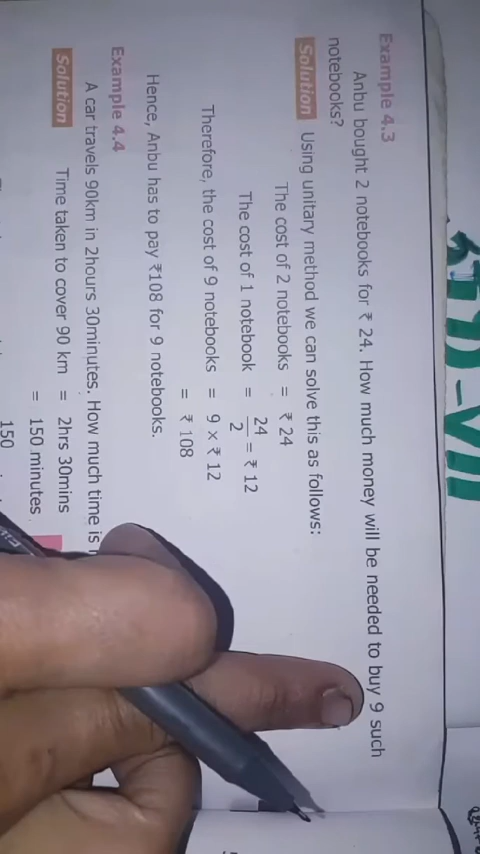 STD-VII
Example 4.3
Anbu bought 2 notebooks for ₹ 24. How much money will be needed to buy 9 such
notebooks?
Solution Using unitary method we can solve this as follows:
The cost of 2 notebooks = ₹ 24
The cost of 1 notebook = 24/2 = ₹ 12
Therefore, the cost of 9 notebooks = 9 x ₹ 12
= ₹ 108
Hence, Anbu has to pay ₹108 for 9 notebooks.
Example 4.4
A car travels 90km in 2hours 30minutes. How much time is
Solution
Time taken to cover 90 km = 2hrs 30mins
= 150 minutes
150